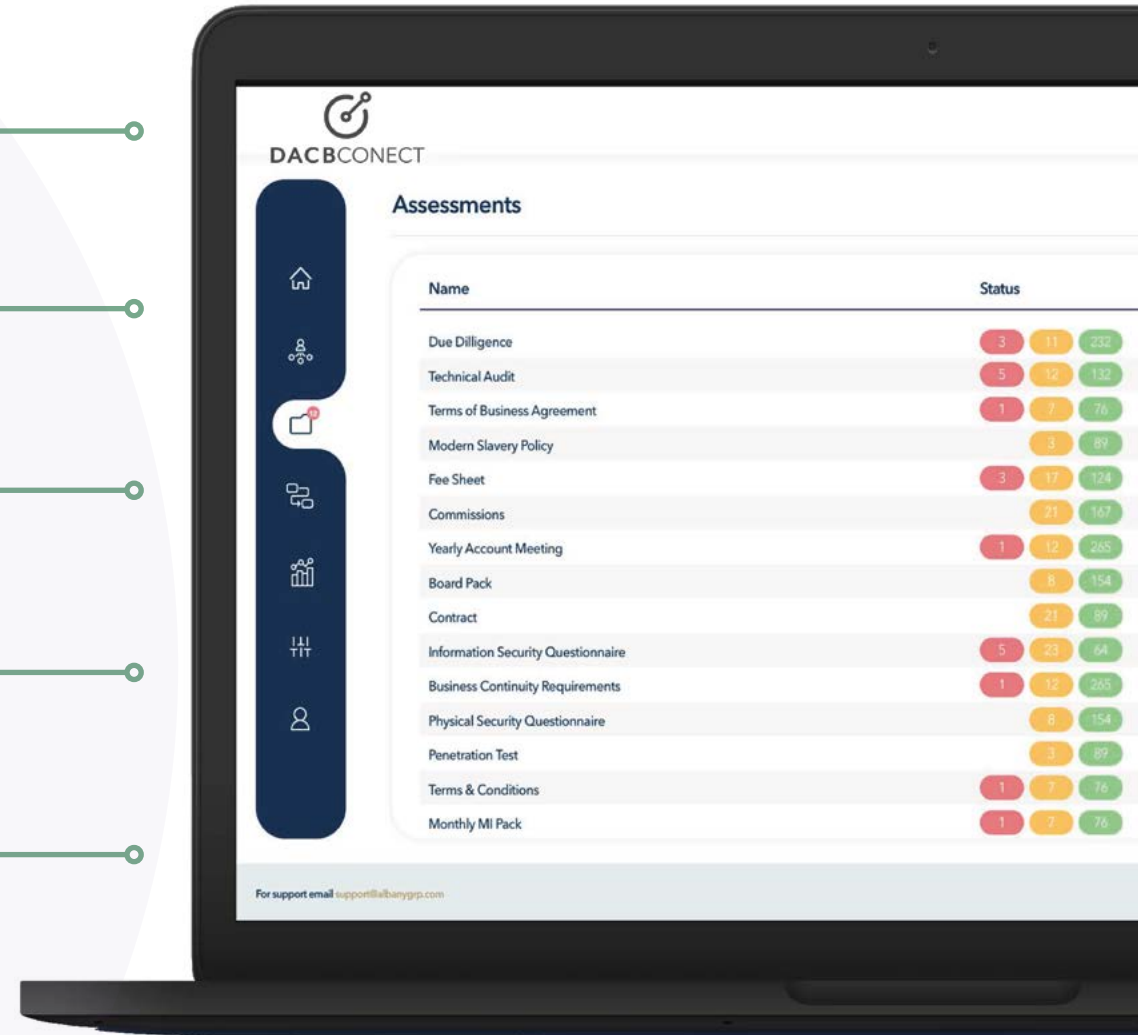 DACBCONECT
Assessments
12
Name Status
Due Dilligence 3 11 232
Technical Audit 5 12 132
Terms of Business Agreement 1 7 76
Modern Slavery Policy 3 89
Fee Sheet 3 17 124
Commissions 21 167
Yearly Account Meeting 1 12 265
Board Pack 8 154
Contract 21 89
Information Security Questionnaire 5 23 64
Business Continuity Requirements 1 12 265
Physical Security Questionnaire 8 154
Penetration Test 3 89
Terms & Conditions 1 7 76
Monthly MI Pack 1 7 76
For support email support@albanygrp.com